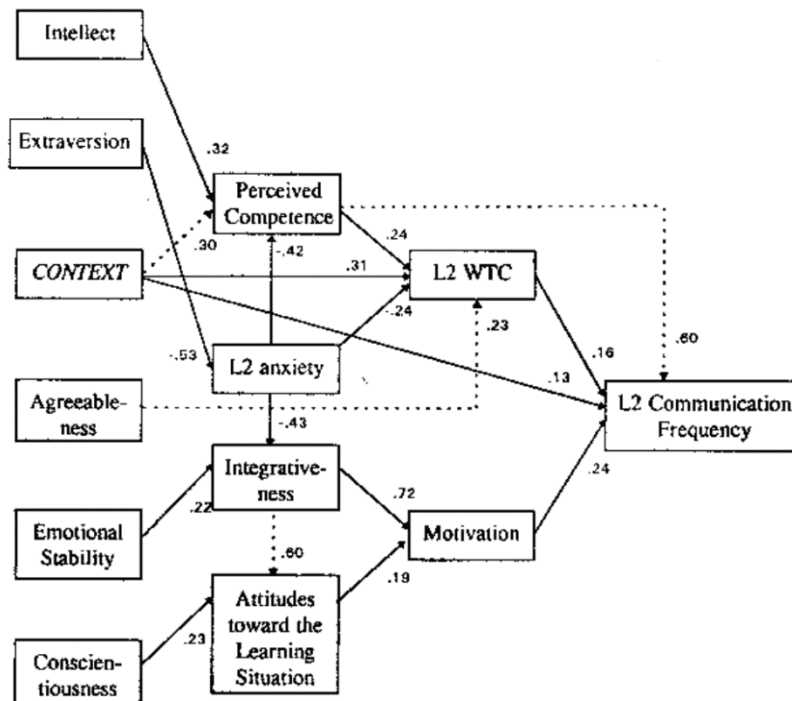 Intellect
Extraversion
.32
Perceived
Competence
.30
-.42
.24
CONTEXT
.31
L2 WTC
-.24
.23
-.53
L2 anxiety
.16
.60
.13
Agreeable-
ness
-.43
L2 Communication
Frequency
Integrative-
ness
.22
.72
.24
Motivation
Emotional
Stability
.60
.19
Attitudes
toward the
Learning
Situation
.23
Conscien-
tiousness